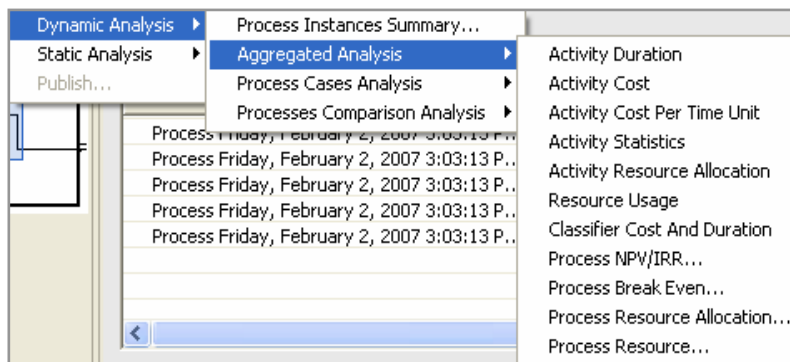 Dynamic Analysis
Static Analysis
Publish...
Process Instances Summary...
Aggregated Analysis
Process Cases Analysis
Processes Comparison Analysis
Activity Duration
Activity Cost
Activity Cost Per Time Unit
Activity Statistics
Activity Resource Allocation
Resource Usage
Classifier Cost And Duration
Process NPV/IRR...
Process Break Even...
Process Resource Allocation...
Process Resource...
Process Friday, February 2, 2007 3:03:13 P..
Process Friday, February 2, 2007 3:03:13 P..
Process Friday, February 2, 2007 3:03:13 P..
Process Friday, February 2, 2007 3:03:13 P..
Process Friday, February 2, 2007 3:03:13 P..